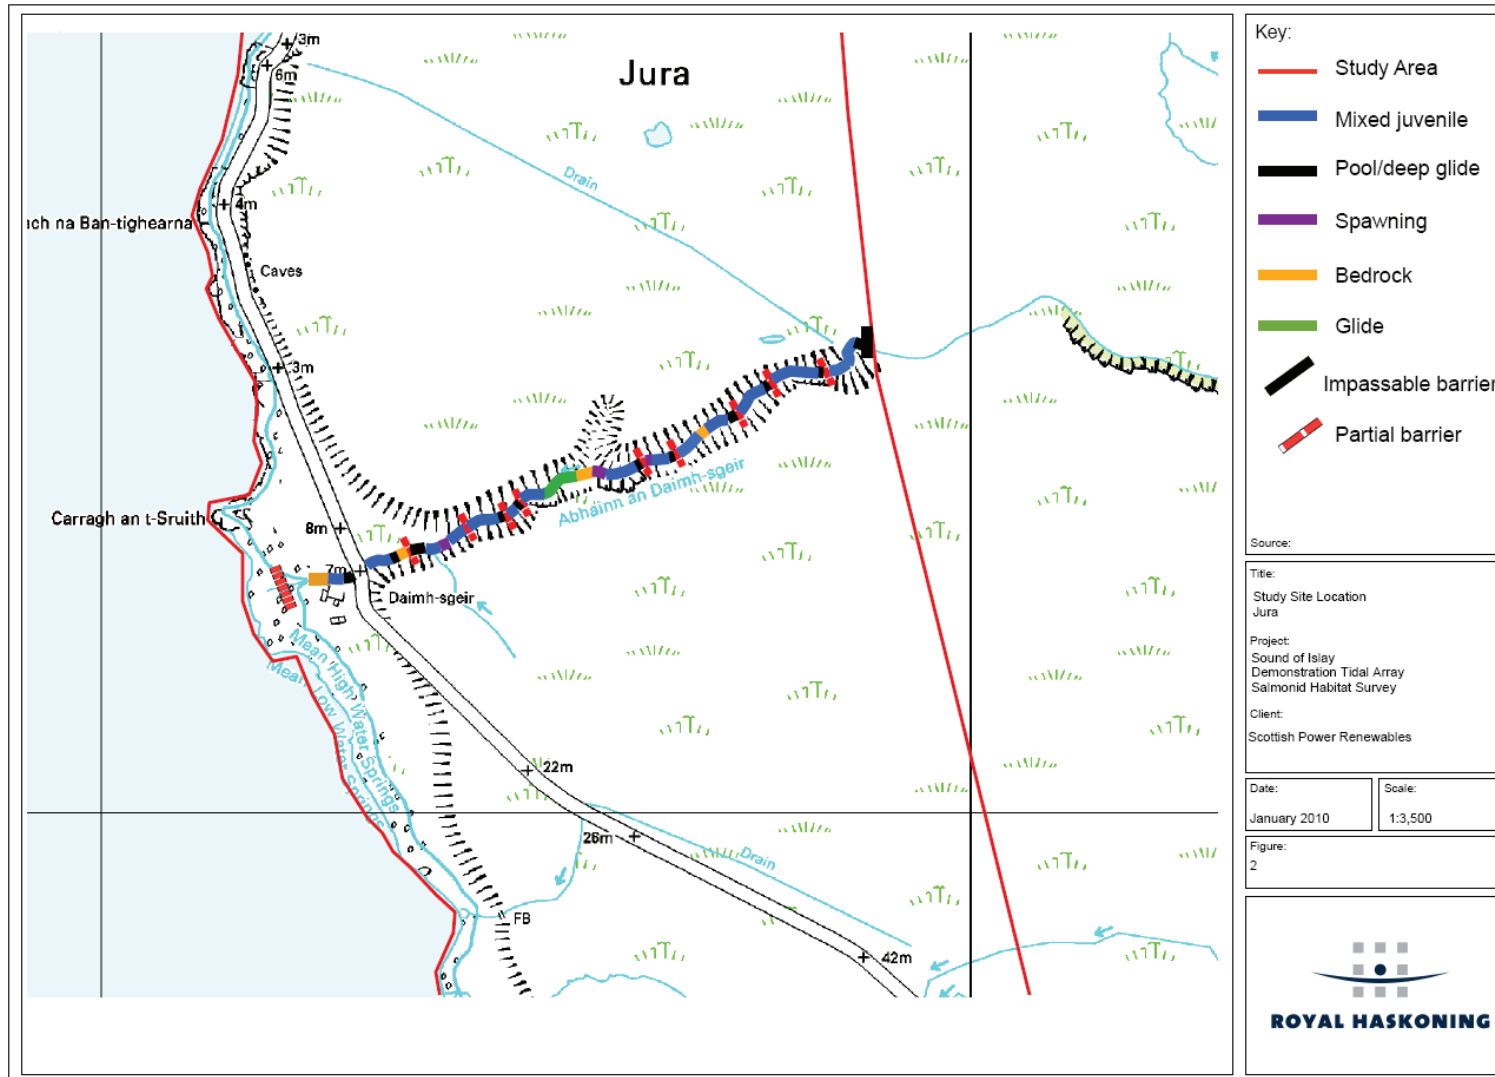 Jura
3m
6m
Drain
4m
ach na Ban-tighearna
Caves
3m
Abhainn an Daimh-sgeir
Carragh an t-Sruith
8m
7m
Daimh-sgeir
Mean High Water Springs
Mean Low Water Springs
22m
26m
Drain
FB
42m
Key:
Study Area
Mixed juvenile
Pool/deep glide
Spawning
Bedrock
Glide
Impassable barrier
Partial barrier
Source:
Title:
Study Site Location
Jura
Project:
Sound of Islay
Demonstration Tidal Array
Salmonid Habitat Survey
Client:
Scottish Power Renewables
Date:
January 2010
Scale:
1:3,500
Figure:
2
ROYAL HASKONING